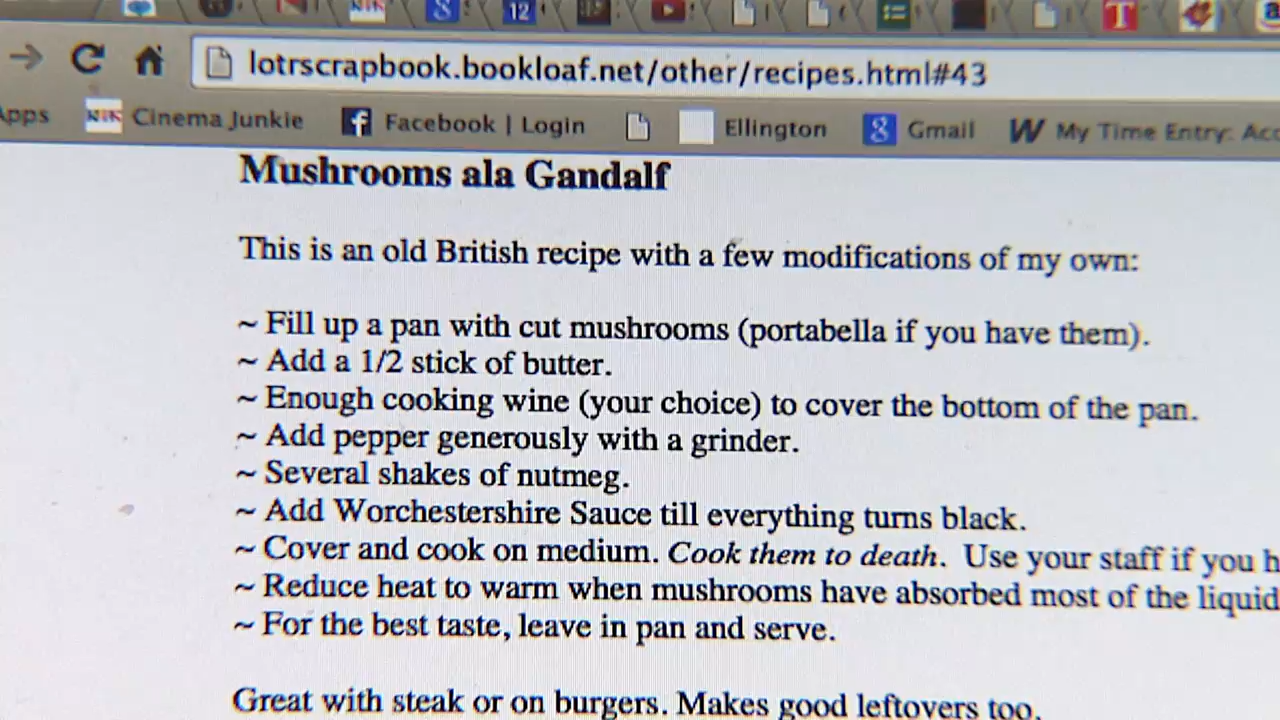 12
T
lotrscrapbook.bookloaf.net/other/recipes.html#43
Apps Cinema Junkie Facebook | Login Ellington 8 Gmail W My Time Entry: Acc
Mushrooms ala Gandalf
This is an old British recipe with a few modifications of my own:
~ Fill up a pan with cut mushrooms (portabella if you have them).
~ Add a 1/2 stick of butter.
~ Enough cooking wine (your choice) to cover the bottom of the pan.
~ Add pepper generously with a grinder.
~ Several shakes of nutmeg.
~ Add Worchestershire Sauce till everything turns black.
~ Cover and cook on medium. Cook them to death. Use your staff if you h
~ Reduce heat to warm when mushrooms have absorbed most of the liquid
~ For the best taste, leave in pan and serve.
Great with steak or on burgers. Makes good leftovers too.